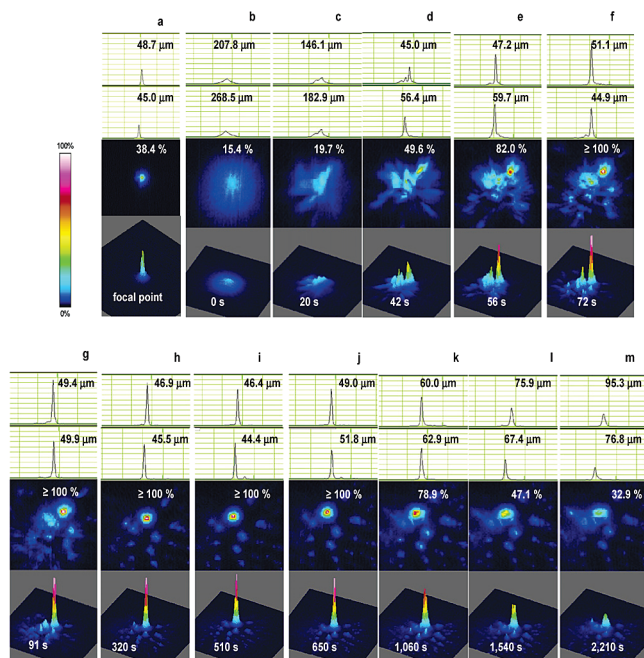 a b c d e f
48.7 µm 207.8 µm 146.1 µm 45.0 µm 47.2 µm 51.1 µm
45.0 µm 268.5 µm 182.9 µm 56.4 µm 59.7 µm 44.9 µm
100% 38.4 % 15.4 % 19.7 % 49.6 % 82.0 % ≥ 100 %
0% focal point 0 s 20 s 42 s 56 s 72 s
g h i j k l m
49.4 µm 46.9 µm 46.4 µm 49.0 µm 60.0 µm 75.9 µm 95.3 µm
49.9 µm 45.5 µm 44.4 µm 51.8 µm 62.9 µm 67.4 µm 76.8 µm
≥ 100 % ≥ 100 % ≥ 100 % ≥ 100 % 78.9 % 47.1 % 32.9 %
91 s 320 s 510 s 650 s 1,060 s 1,540 s 2,210 s